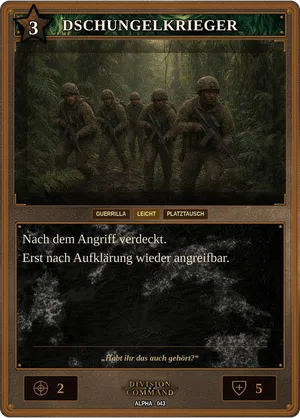 3
DSCHUNGELKRIEGER
GUERRILLA
LEICHT
PLATZTAUSCH
Nach dem Angriff verdeckt.
Erst nach Aufklärung wieder angreifbar.
„Habt ihr das auch gehört?“
2
DIVISION
COMMAND
ALPHA 043
5